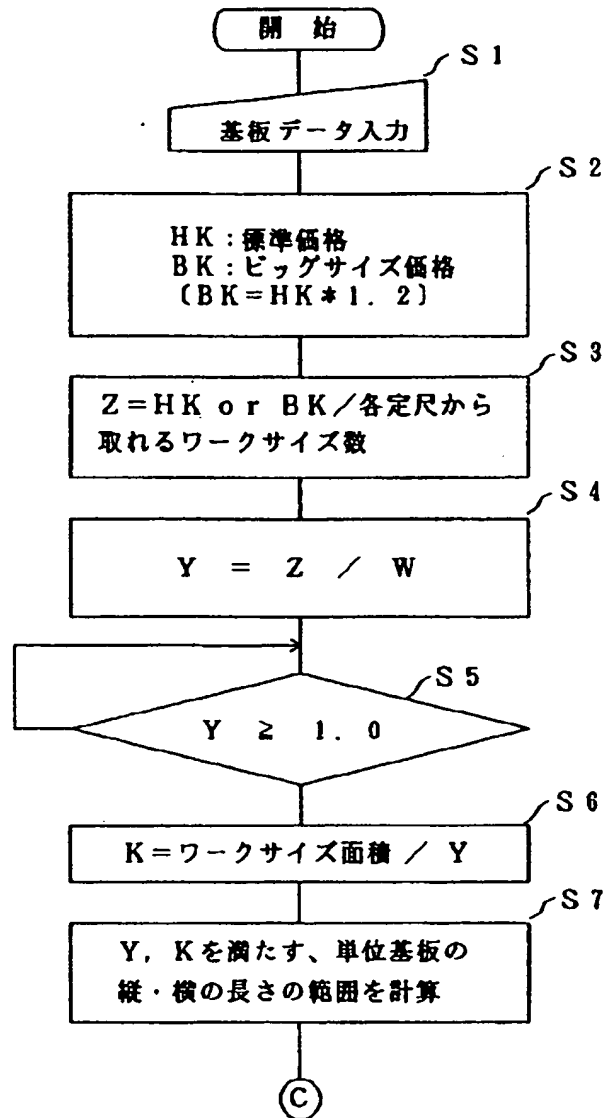 開 始
S1
基板データ入力
S2
HK：標準価格
BK：ビッグサイズ価格
〔BK＝HK＊1．2〕
S3
Z＝HK or BK／各定尺から
取れるワークサイズ数
S4
Y ＝ Z ／ W
S5
Y ≧ 1．0
S6
K＝ワークサイズ面積 ／ Y
S7
Y，Kを満たす、単位基板の
縦・横の長さの範囲を計算
C